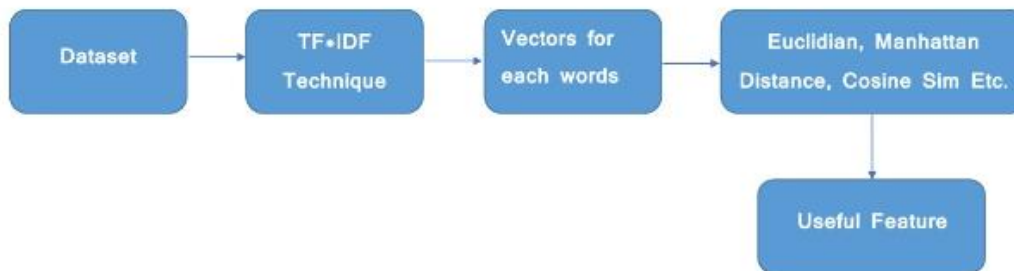 Dataset
TF•IDF
Technique
Vectors for
each words
Euclidian, Manhattan
Distance, Cosine Sim Etc.
Useful Feature